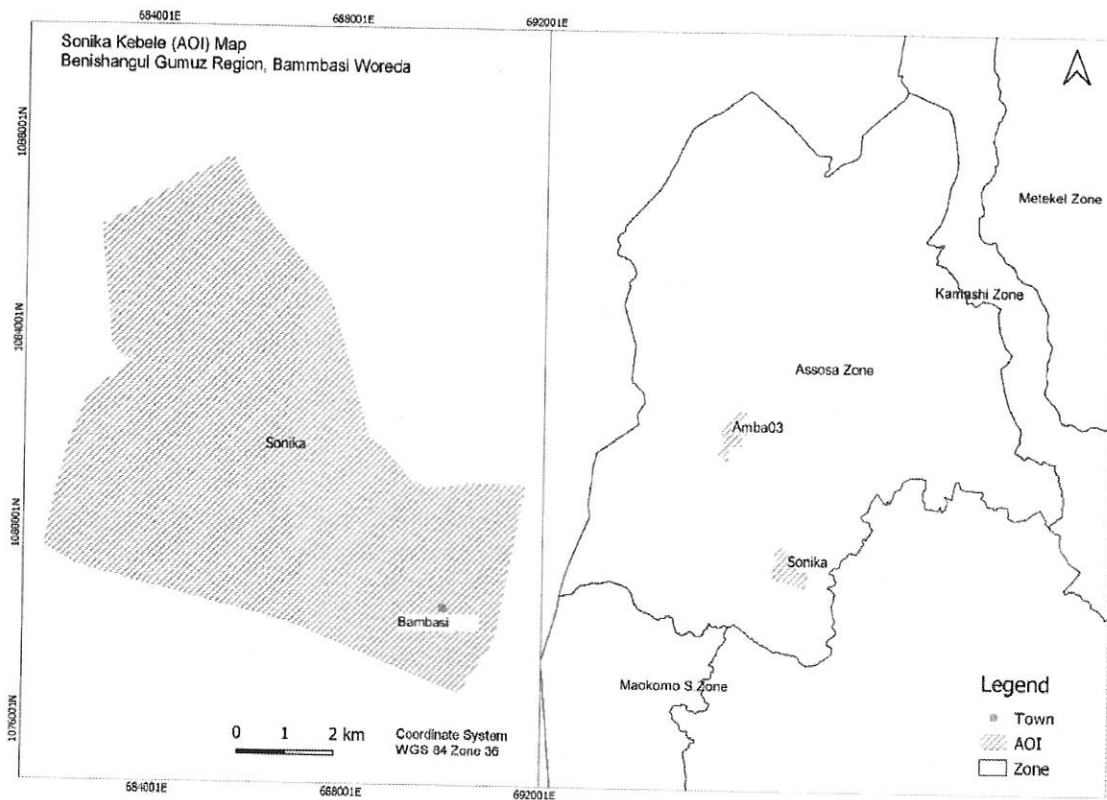 684001E 688001E 692001E
Sonika Kebele (AOI) Map
Benishangul Gumuz Region, Bammbasi Woreda
1088001N
1084001N
1080001N
1076001N
Sonika
Bambasi
0 1 2 km
Coordinate System
WGS 84 Zone 36
684001E 688001E 692001E
Metekel Zone
Kamashi Zone
Assosa Zone
Amba03
Sonika
Maokomo S.Zone
Legend
Town
AOI
Zone